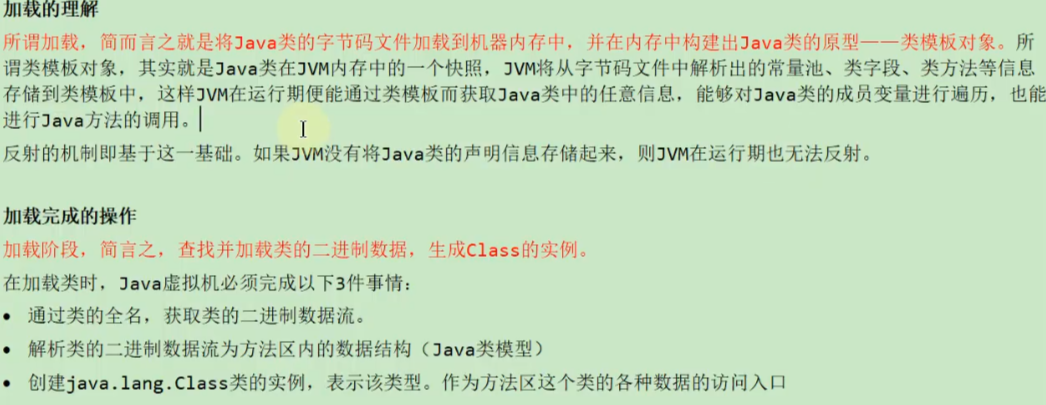 加载的理解
所谓加载，简而言之就是将Java类的字节码文件加载到机器内存中，并在内存中构建出Java类的原型——类模板对象。所
谓类模板对象，其实就是Java类在JVM内存中的一个快照，JVM将从字节码文件中解析出的常量池、类字段、类方法等信息
存储到类模板中，这样JVM在运行期便能通过类模板而获取Java类中的任意信息，能够对Java类的成员变量进行遍历，也能
进行Java方法的调用。
反射的机制即基于这一基础。如果JVM没有将Java类的声明信息存储起来，则JVM在运行期也无法反射。
加载完成的操作
加载阶段，简言之，查找并加载类的二进制数据，生成Class的实例。
在加载类时，Java虚拟机必须完成以下3件事情：
• 通过类的全名，获取类的二进制数据流。
• 解析类的二进制数据流为方法区内的数据结构（Java类模型）
• 创建java.lang.Class类的实例，表示该类型。作为方法区这个类的各种数据的访问入口